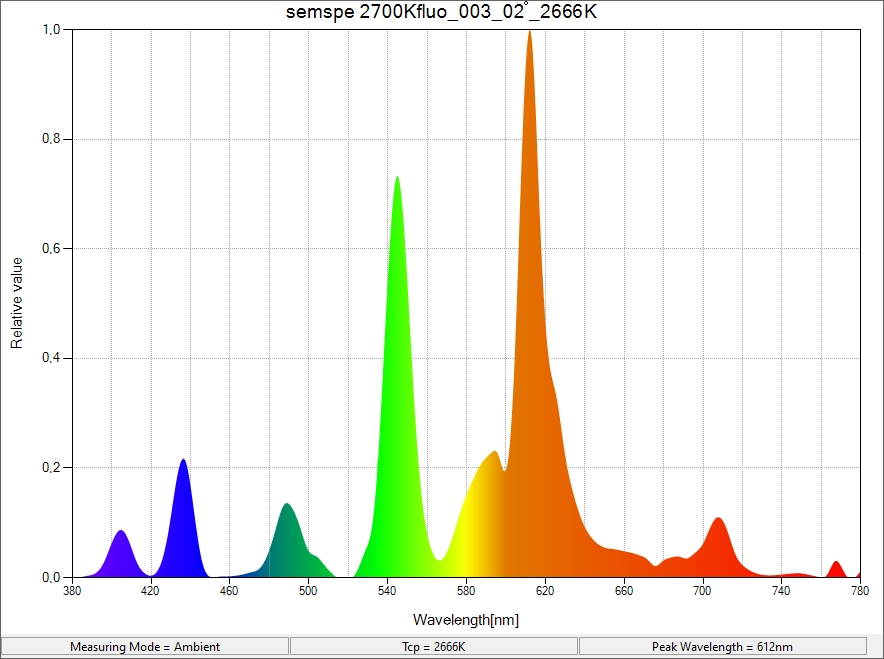 semspe 2700Kfluo_003_02°_2666K
1,0
0,8
0,6
0,4
0,2
0,0
Relative value
380 420 460 500 540 580 620 660 700 740 780
Wavelength[nm]
Measuring Mode = Ambient Tcp = 2666K Peak Wavelength = 612nm